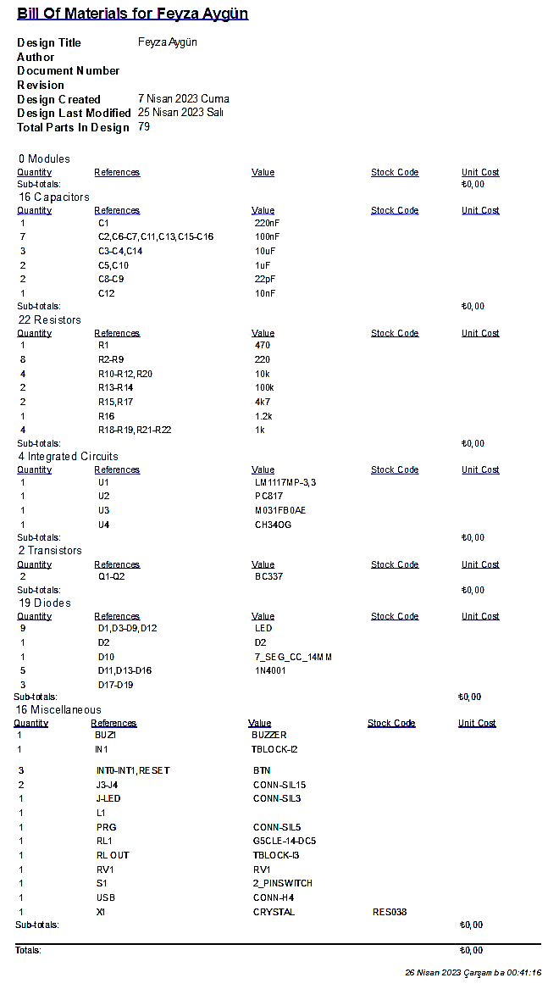 Bill Of Materials for Feyza Aygün
Design Title Feyza Aygün
Author
Document Number
Revision
Design Created 7 Nisan 2023 Cuma
Design Last Modified 25 Nisan 2023 Salı
Total Parts In Design 79
0 Modules
Quantity References Value Stock Code Unit Cost
Sub-totals: ₺0,00
16 Capacitors
Quantity References Value Stock Code Unit Cost
1 C1 220nF
7 C2,C6-C7,C11,C13,C15-C16 100nF
3 C3-C4,C14 10uF
2 C5,C10 1uF
2 C8-C9 22pF
1 C12 10nF
Sub-totals: ₺0,00
22 Resistors
Quantity References Value Stock Code Unit Cost
1 R1 470
8 R2-R9 220
4 R10-R12,R20 10k
2 R13-R14 100k
2 R15,R17 4k7
1 R16 1.2k
4 R18-R19,R21-R22 1k
Sub-totals: ₺0,00
4 Integrated Circuits
Quantity References Value Stock Code Unit Cost
1 U1 LM1117MP-3,3
1 U2 PC817
1 U3 M031FB0AE
1 U4 CH34OG
Sub-totals: ₺0,00
2 Transistors
Quantity References Value Stock Code Unit Cost
2 Q1-Q2 BC337
Sub-totals: ₺0,00
19 Diodes
Quantity References Value Stock Code Unit Cost
9 D1,D3-D9,D12 LED
1 D2 D2
1 D10 7_SEG_CC_14MM
5 D11,D13-D16 1N4001
3 D17-D19
Sub-totals: ₺0,00
16 Miscellaneous
Quantity References Value Stock Code Unit Cost
1 BUZ1 BUZZER
1 IN1 TBLOCK-I2
3 INT0-INT1,RESET BTN
2 J3-J4 CONN-SIL15
1 J-LED CONN-SIL3
1 L1
1 PRG CONN-SIL5
1 RL1 G5CLE-14-DC5
1 RL OUT TBLOCK-I3
1 RV1 RV1
1 S1 2_PINSWITCH
1 USB CONN-H4
1 X1 CRYSTAL RES038
Sub-totals: ₺0,00
Totals: ₺0,00
26 Nisan 2023 Çarşamba 00:41:16